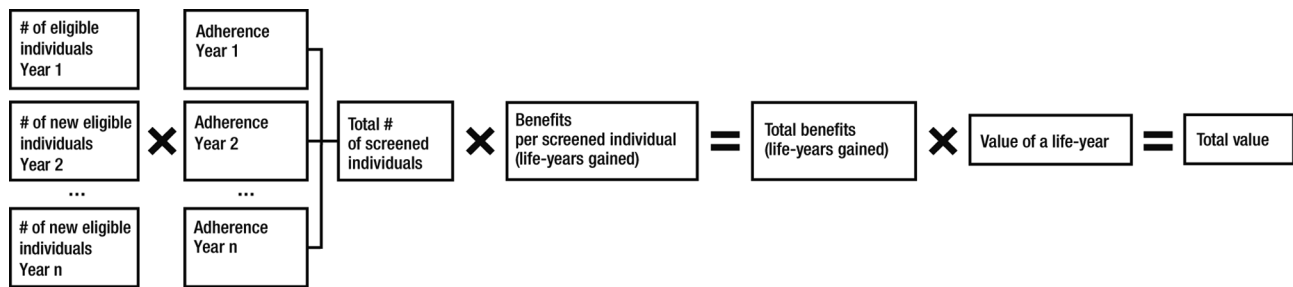 # of eligible
individuals
Year 1
Adherence
Year 1
# of new eligible
individuals
Year 2
×
Adherence
Year 2
...
...
# of new eligible
individuals
Year n
Adherence
Year n
Total #
of screened
individuals
×
Benefits
per screened individual
(life-years gained)
=
Total benefits
(life-years gained)
×
Value of a life-year
=
Total value